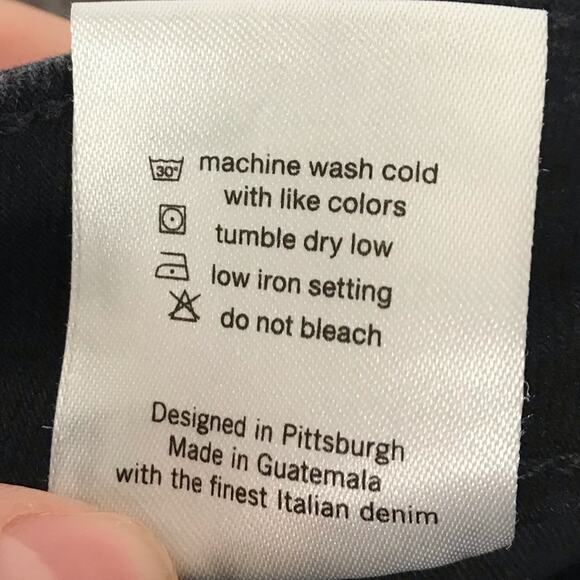 30° machine wash cold
with like colors
tumble dry low
low iron setting
do not bleach
Designed in Pittsburgh
Made in Guatemala
with the finest Italian denim